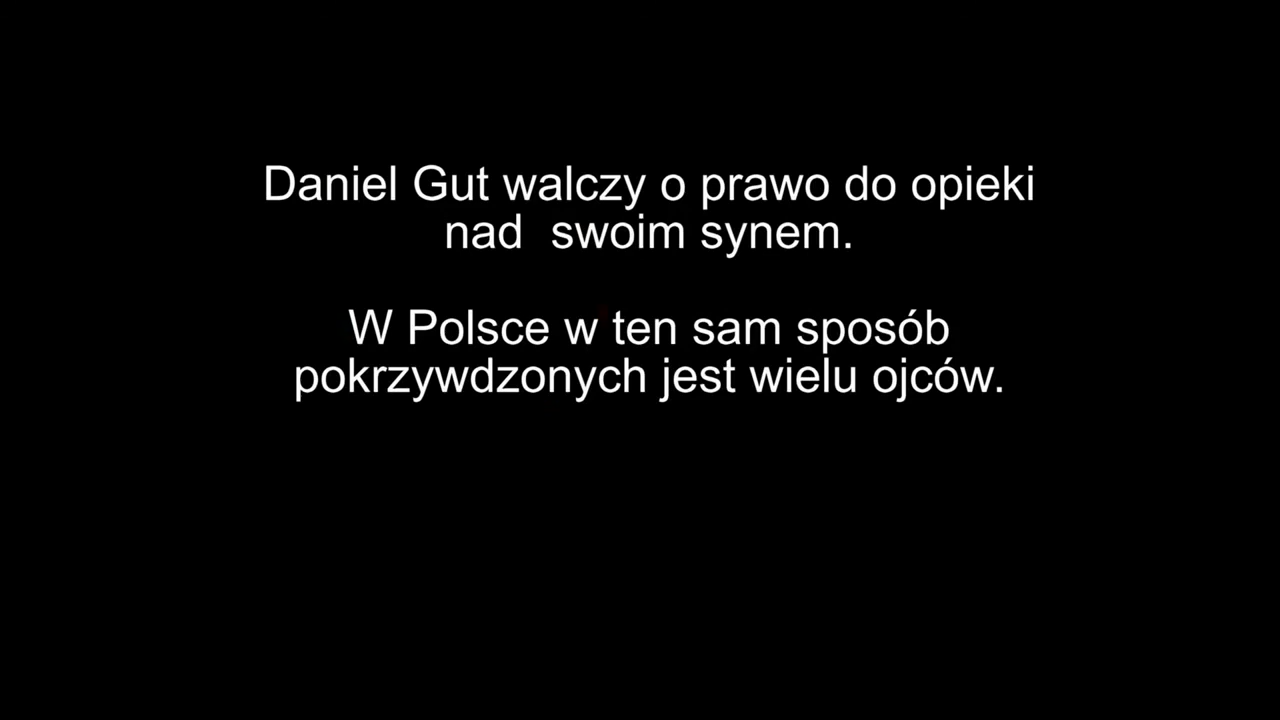 Daniel Gut walczy o prawo do opieki
nad  swoim synem.
W Polsce w ten sam sposób
pokrzywdzonych jest wielu ojców.